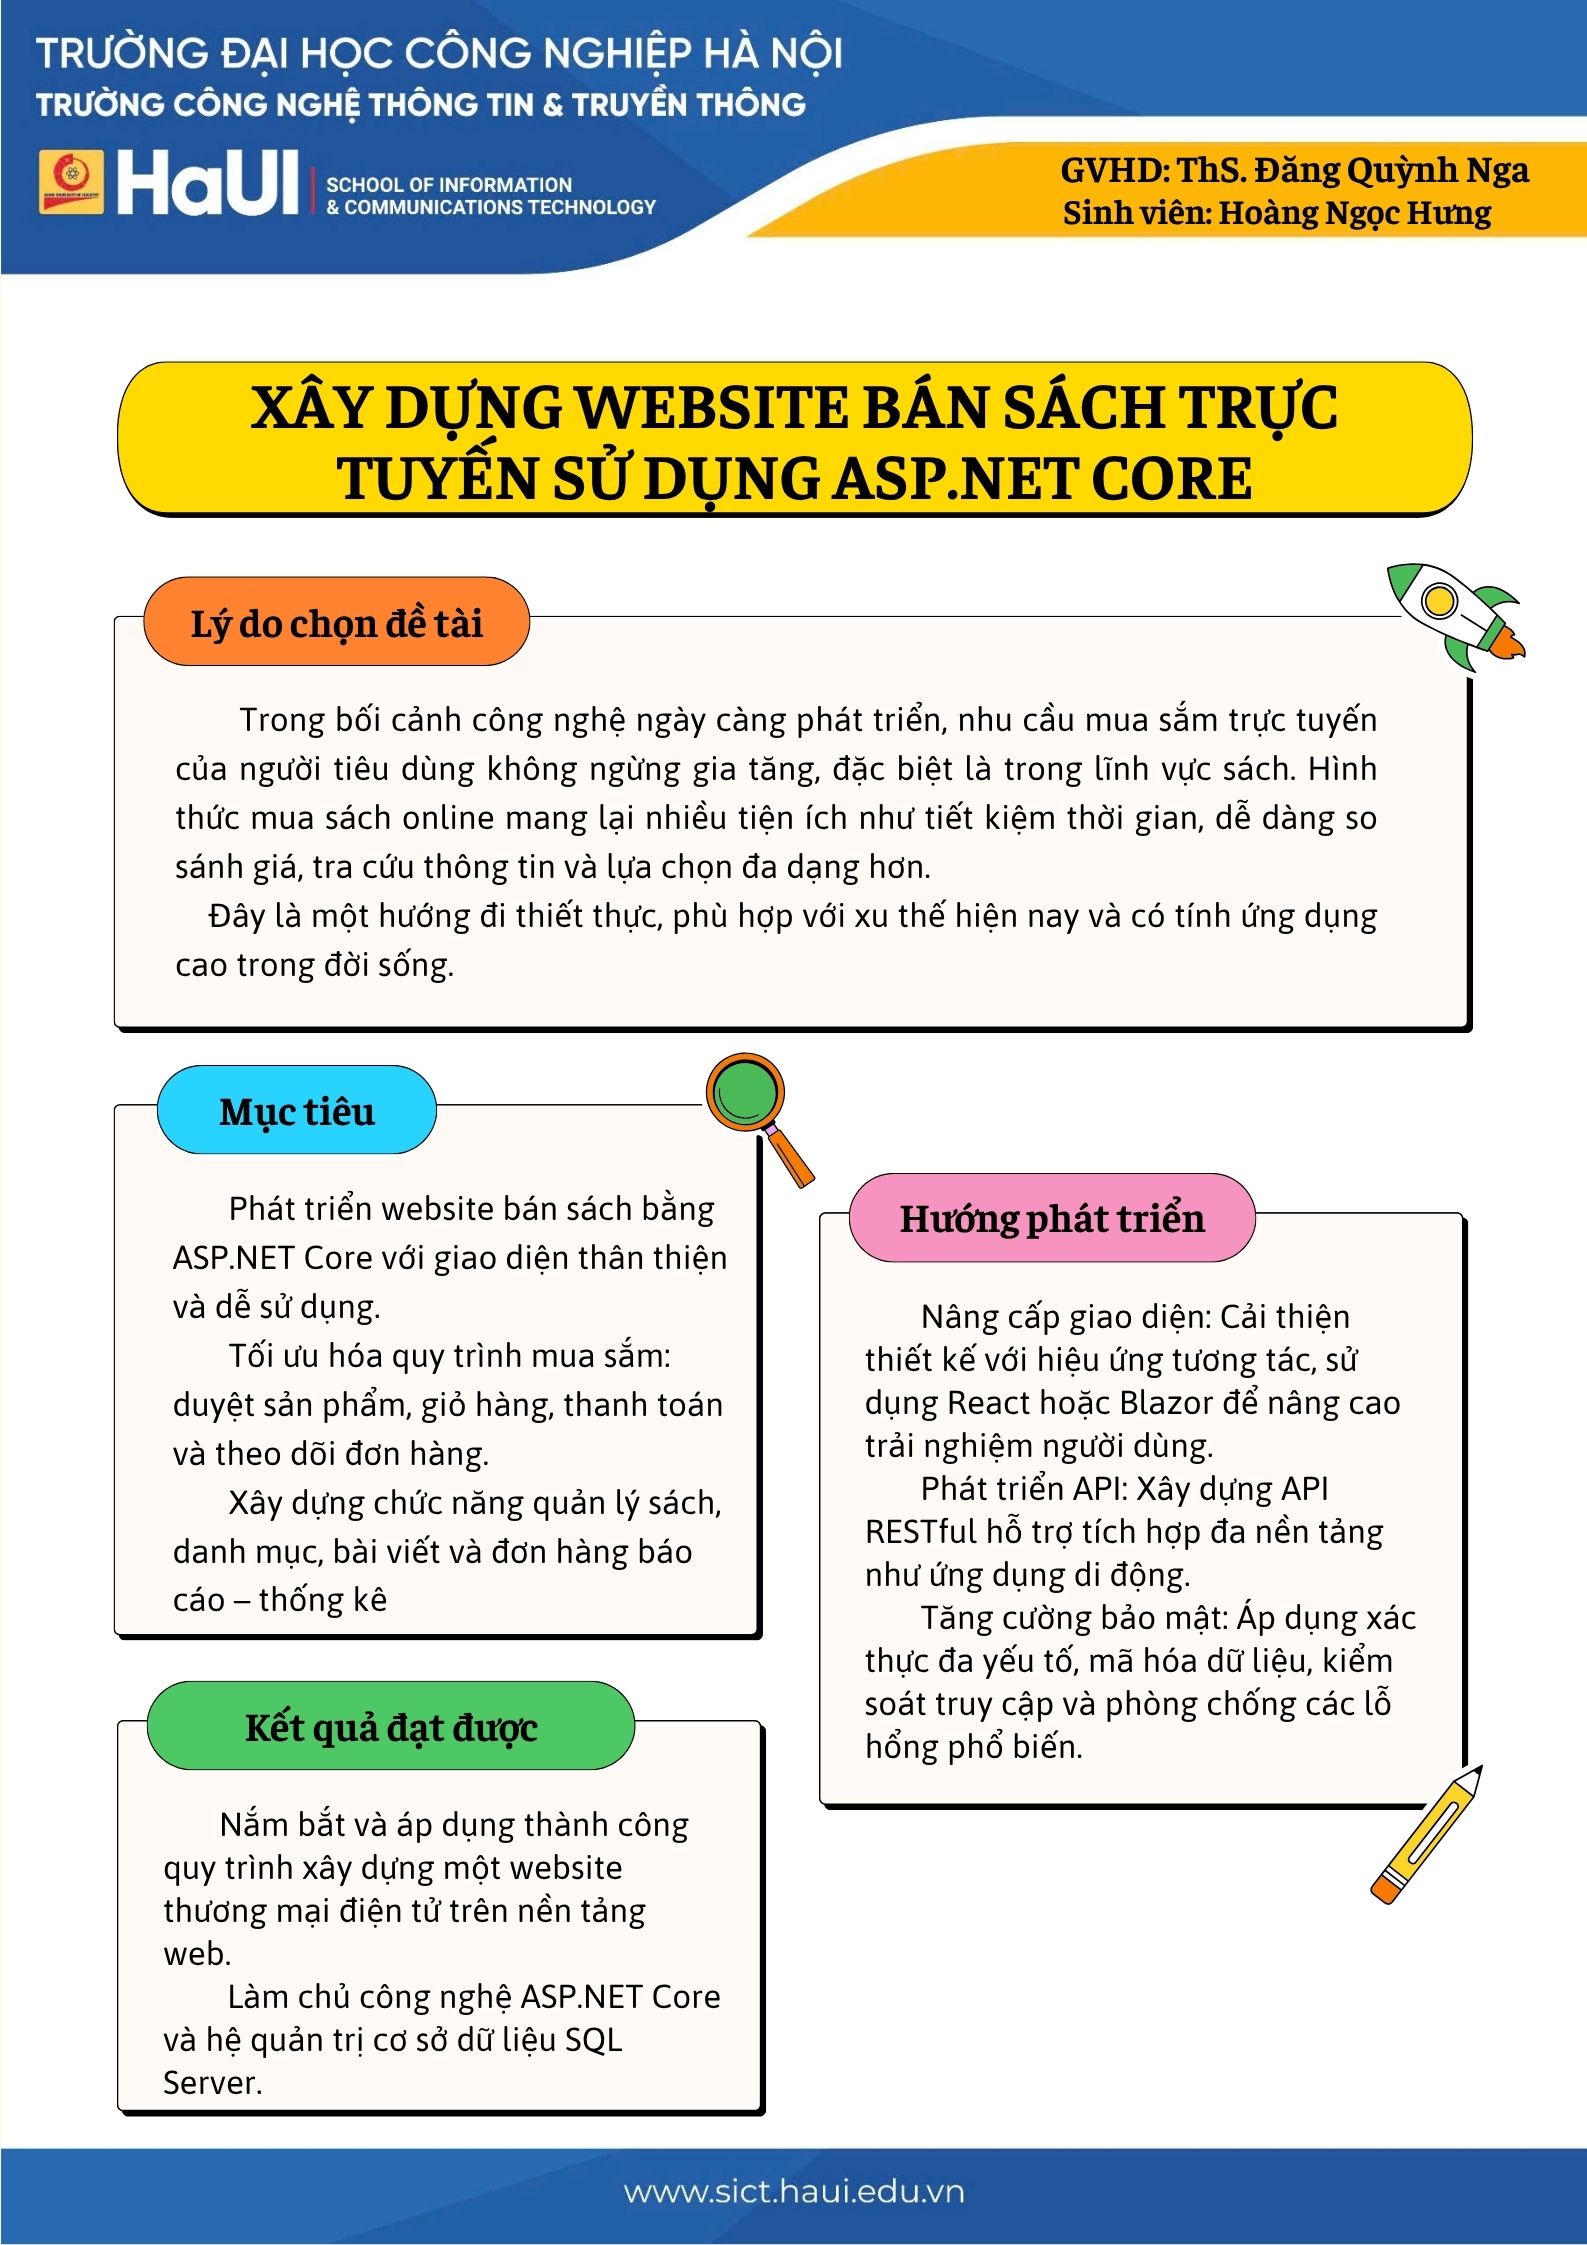 TRƯỜNG ĐẠI HỌC CÔNG NGHIỆP HÀ NỘI
TRƯỜNG CÔNG NGHỆ THÔNG TIN & TRUYỀN THÔNG
HaUI
SCHOOL OF INFORMATION
& COMMUNICATIONS TECHNOLOGY
GVHD: ThS. Đăng Quỳnh Nga
Sinh viên: Hoàng Ngọc Hưng
XÂY DỰNG WEBSITE BÁN SÁCH TRỰC
TUYẾN SỬ DỤNG ASP.NET CORE
Lý do chọn đề tài
Trong bối cảnh công nghệ ngày càng phát triển, nhu cầu mua sắm trực tuyến
của người tiêu dùng không ngừng gia tăng, đặc biệt là trong lĩnh vực sách. Hình
thức mua sách online mang lại nhiều tiện ích như tiết kiệm thời gian, dễ dàng so
sánh giá, tra cứu thông tin và lựa chọn đa dạng hơn.
Đây là một hướng đi thiết thực, phù hợp với xu thế hiện nay và có tính ứng dụng
cao trong đời sống.
Mục tiêu
Phát triển website bán sách bằng
ASP.NET Core với giao diện thân thiện
và dễ sử dụng.
Tối ưu hóa quy trình mua sắm:
duyệt sản phẩm, giỏ hàng, thanh toán
và theo dõi đơn hàng.
Xây dựng chức năng quản lý sách,
danh mục, bài viết và đơn hàng báo
cáo – thống kê
Hướng phát triển
Nâng cấp giao diện: Cải thiện
thiết kế với hiệu ứng tương tác, sử
dụng React hoặc Blazor để nâng cao
trải nghiệm người dùng.
Phát triển API: Xây dựng API
RESTful hỗ trợ tích hợp đa nền tảng
như ứng dụng di động.
Tăng cường bảo mật: Áp dụng xác
thực đa yếu tố, mã hóa dữ liệu, kiểm
soát truy cập và phòng chống các lỗ
hổng phổ biến.
Kết quả đạt được
Nắm bắt và áp dụng thành công
quy trình xây dựng một website
thương mại điện tử trên nền tảng
web.
Làm chủ công nghệ ASP.NET Core
và hệ quản trị cơ sở dữ liệu SQL
Server.
www.sict.haui.edu.vn